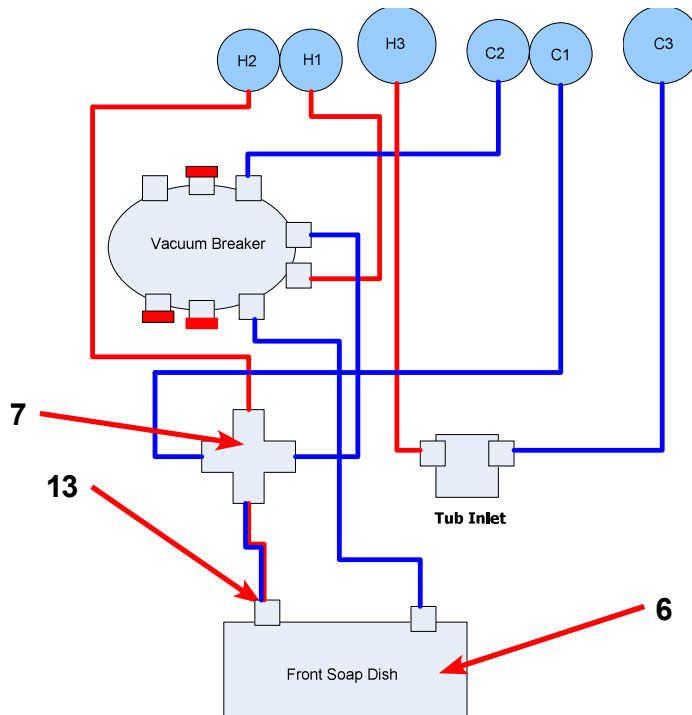 H2
H1
H3
C2
C1
C3
Vacuum Breaker
7
13
Tub Inlet
6
Front Soap Dish